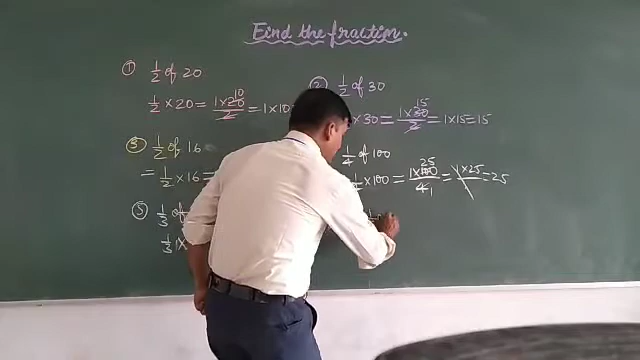 Find the fraction.
① 1/2 of 20
1/2 × 20 = 1×20/2 10 = 1×10
② 1/2 of 30
× 30 = 1×30/2 15 = 1×15 = 15
③ 1/2 of 16
= 1/2 × 16 =
1/4 of 100
× 100 = 1×100/4 25 1 = 1×25 = 25
⑤ 1/3 of
1/3 ×